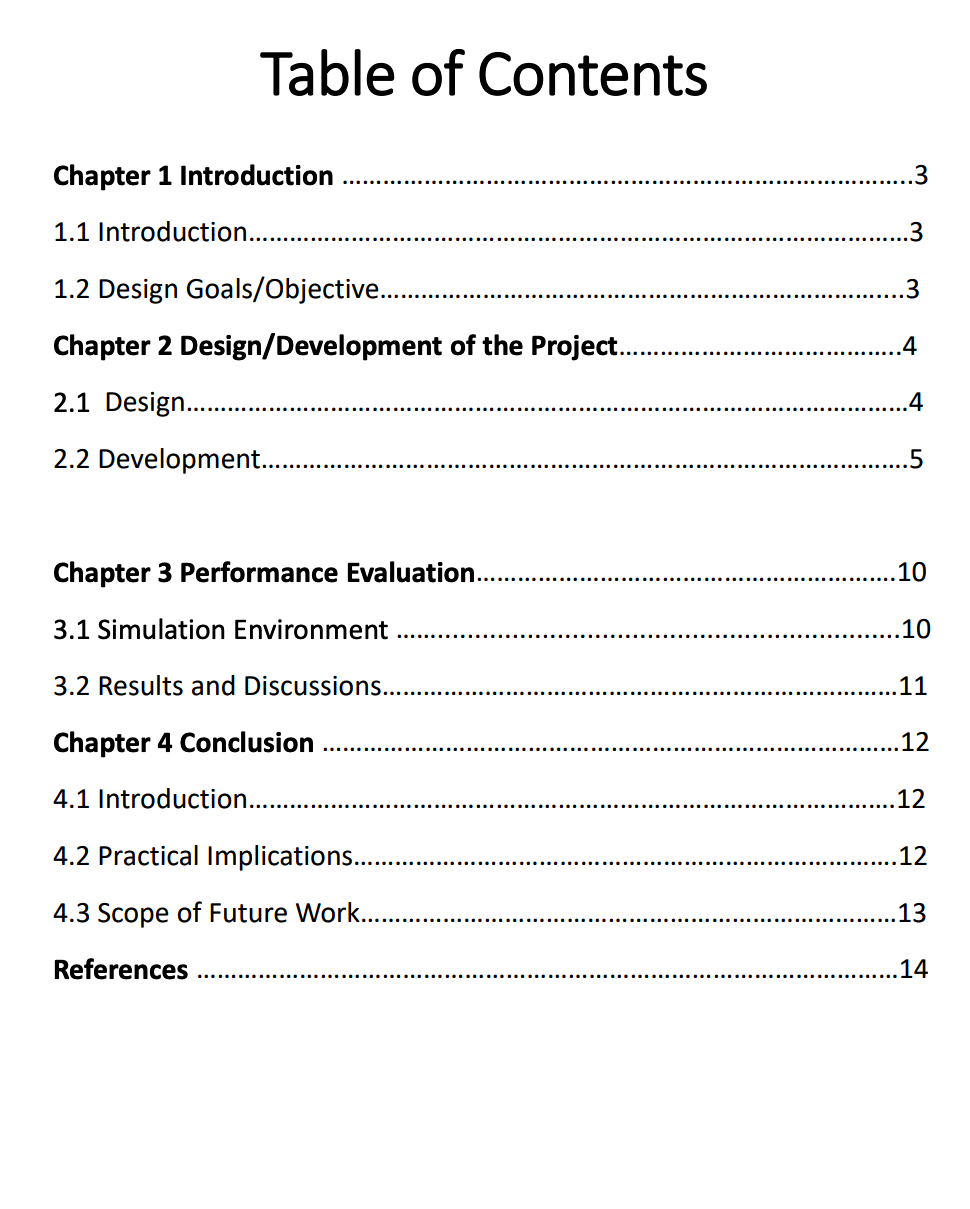 Table of Contents
Chapter 1 Introduction ……………………………………………………………………………..3
1.1 Introduction…………………………………………………………………………………………3
1.2 Design Goals/Objective……………………………………………………………………....3
Chapter 2 Design/Development of the Project……………………………………..4
2.1 Design…………………………………………………………………………………………………4
2.2 Development……………………………………………………………………………………….5
Chapter 3 Performance Evaluation……………………………………………………….10
3.1 Simulation Environment …...............................................................10
3.2 Results and Discussions……………………………………………………………………11
Chapter 4 Conclusion ……………………………………………………………………………12
4.1 Introduction……………………………………………………………………………………….12
4.2 Practical Implications……………………………………………………………………….12
4.3 Scope of Future Work………………………………………………………………………13
References ……………………………………………………………………………………………14